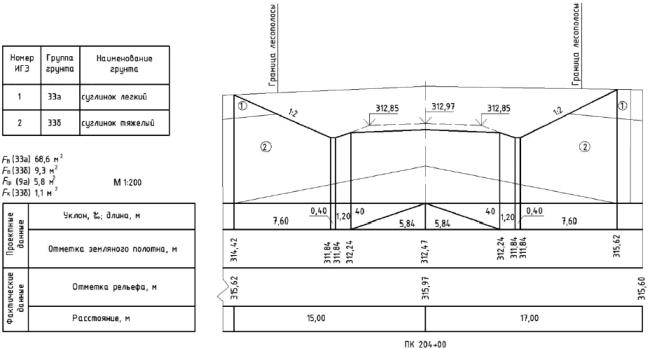 Номер ИГЭ
Группа грунта
Наименование грунта
1 33а суглинок легкий
2 33б суглинок тяжелый
Fв (33а) 68,6 м²
Fв (33б) 9,3 м²
Fш (9а) 5,8 м²
Fк (33б) 1,1 м²
М 1:200
Граница лесополосы
Граница лесополосы
1
1:2
312,85
312,97
312,85
1:2
1
2
2
Проектные данные
Уклон, ‰; длина, м
7,60
0,40
1,20
40
5,84
5,84
40
1,20
0,40
7,60
Отметка земляного полотна, м
314,42
311,84
311,84
312,24
312,47
312,24
311,84
311,84
315,62
Фактические данные
Отметка рельефа, м
315,62
315,97
315,60
Расстояние, м
15,00
17,00
ПК 204+00